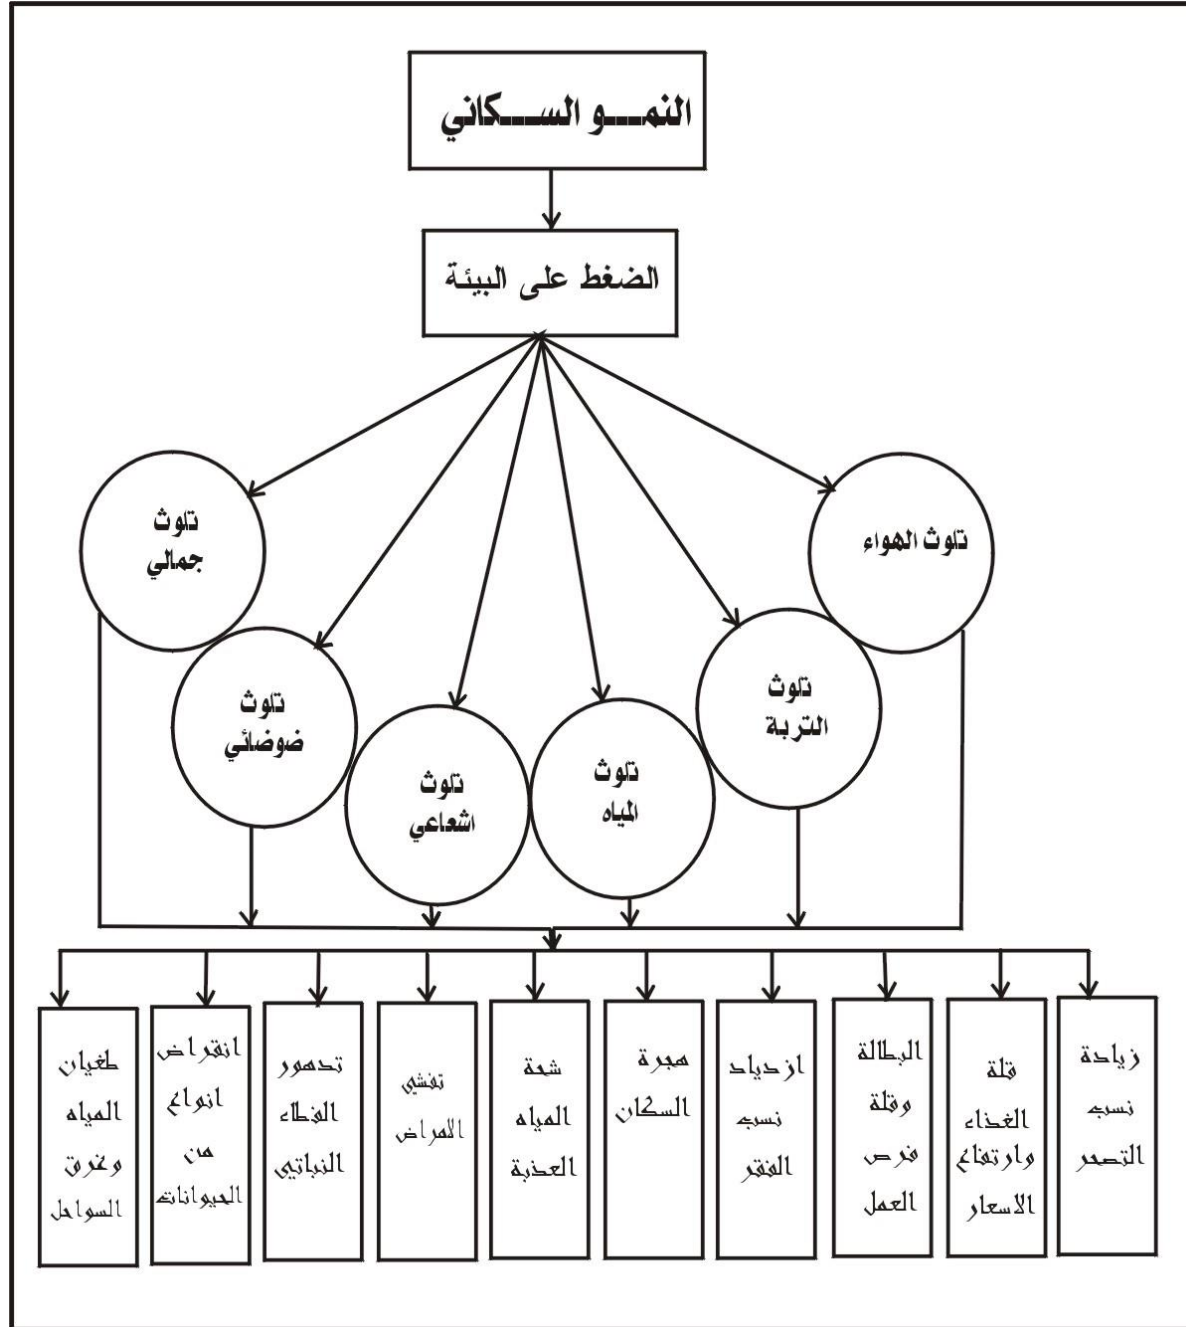 النمو السكاني
الضغط على البيئة
تلوث الهواء
تلوث
التربة
تلوث
المياه
تلوث
اشعاعي
تلوث
ضوضائي
تلوث
جمالي
زيادة
نسب
التصحر
قلة
الغذاء
وارتفاع
الاسعار
البطالة
وقلة
فرص
العمل
ازدياد
نسب
الفقر
هجرة
السكان
شحة
المياه
العذبة
تفشي
الامراض
تدهور
الغطاء
النباتي
انقراض
انواع
من
الحيوانات
طغيان
المياه
وغرق
السواحل